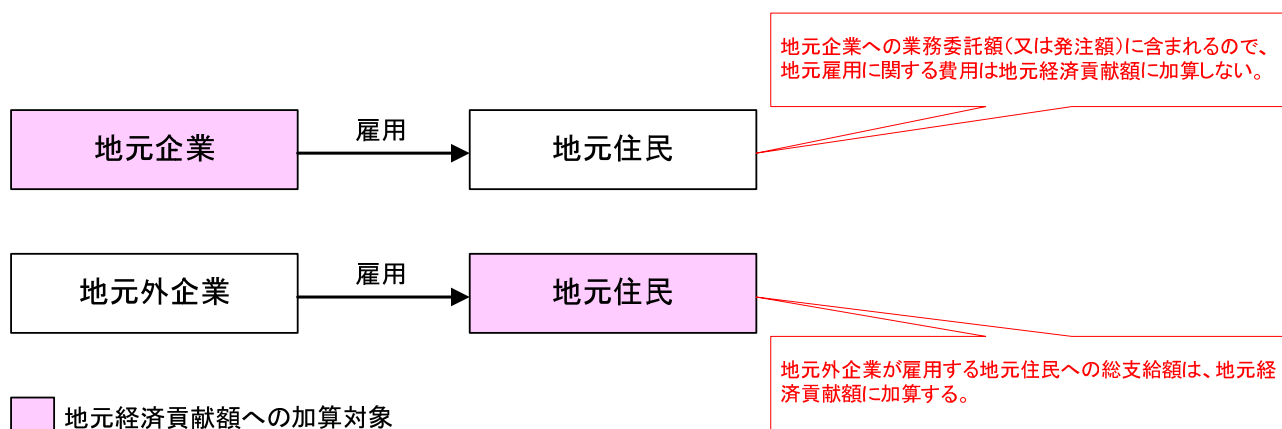 地元企業への業務委託額(又は発注額)に含まれるので、
地元雇用に関する費用は地元経済貢献額に加算しない。
地元企業
雇用
地元住民
地元外企業
雇用
地元住民
地元外企業が雇用する地元住民への総支給額は、地元経
済貢献額に加算する。
地元経済貢献額への加算対象